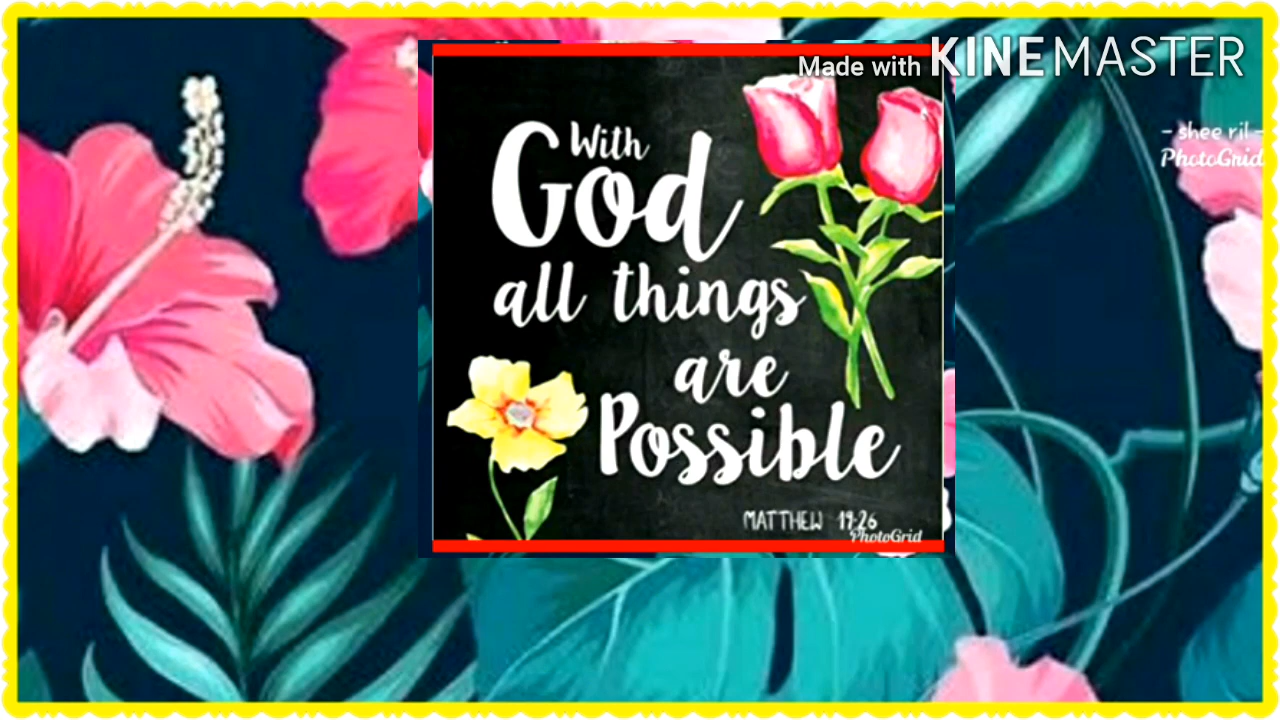 Made with KINEMASTER
- shee ril -
PhotoGrid
With
God
all things
are
Possible
MATTHEW 19:26
PhotoGrid